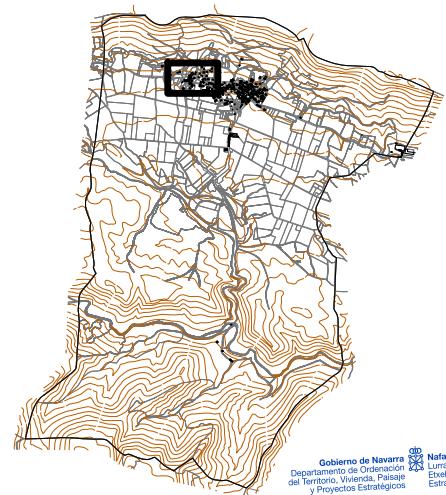 Gobierno de Navarra
Departamento de Ordenación
del Territorio, Vivienda, Paisaje
y Proyectos Estratégicos